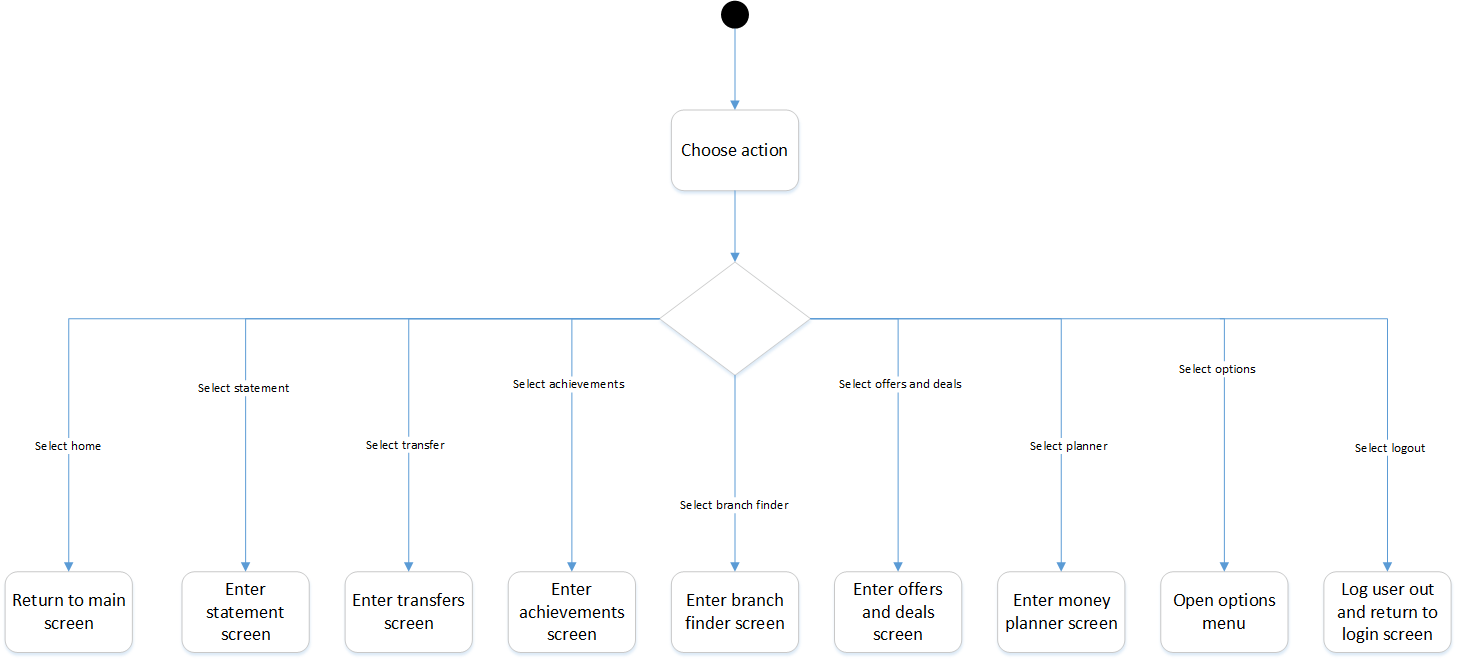 Choose action
Select options
Select achievements
Select offers and deals
Select statement
Select transfer
Select home
Select planner
Select logout
Select branch finder
Return to main
screen
Enter
statement
screen
Enter transfers
screen
Enter
achievements
screen
Enter branch
finder screen
Enter offers
and deals
screen
Enter money
planner screen
Open options
menu
Log user out
and return to
login screen